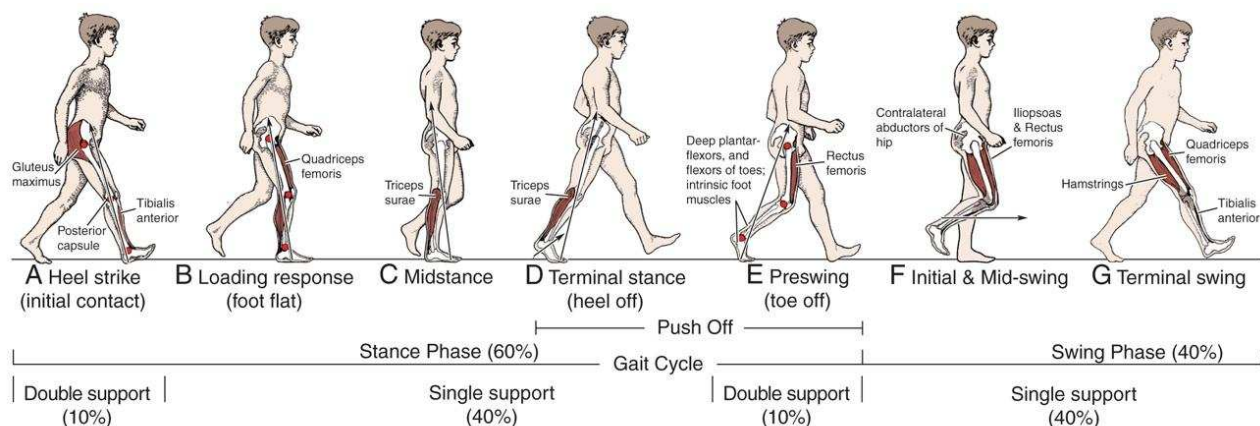 Gluteus
maximus
Posterior
capsule
Tibialis
anterior
Quadriceps
femoris
Triceps
surae
Triceps
surae
Deep plantar-
flexors, and
flexors of toes;
intrinsic foot
muscles
Rectus
femoris
Contralateral
abductors of
hip
Iliopsoas
& Rectus
femoris
Hamstrings
Quadriceps
femoris
Tibialis
anterior
A Heel strike
(initial contact)
B Loading response
(foot flat)
C Midstance
D Terminal stance
(heel off)
E Preswing
(toe off)
F Initial & Mid-swing
G Terminal swing
Push Off
Stance Phase (60%)
Swing Phase (40%)
Gait Cycle
Double support
(10%)
Single support
(40%)
Double support
(10%)
Single support
(40%)